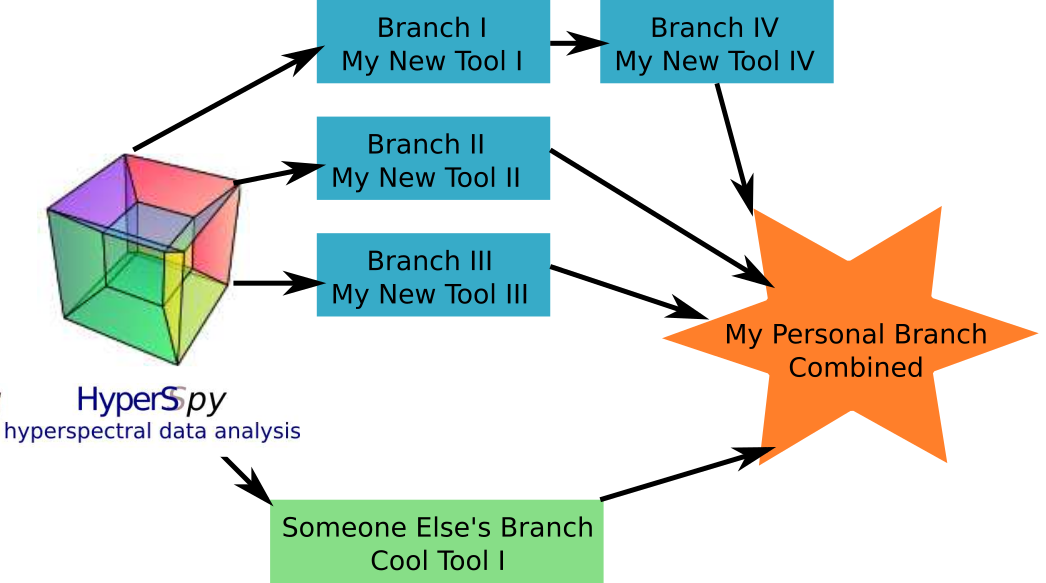 Branch I
My New Tool I
Branch IV
My New Tool IV
Branch II
My New Tool II
Branch III
My New Tool III
My Personal Branch
Combined
HyperSpy
hyperspectral data analysis
Someone Else's Branch
Cool Tool I